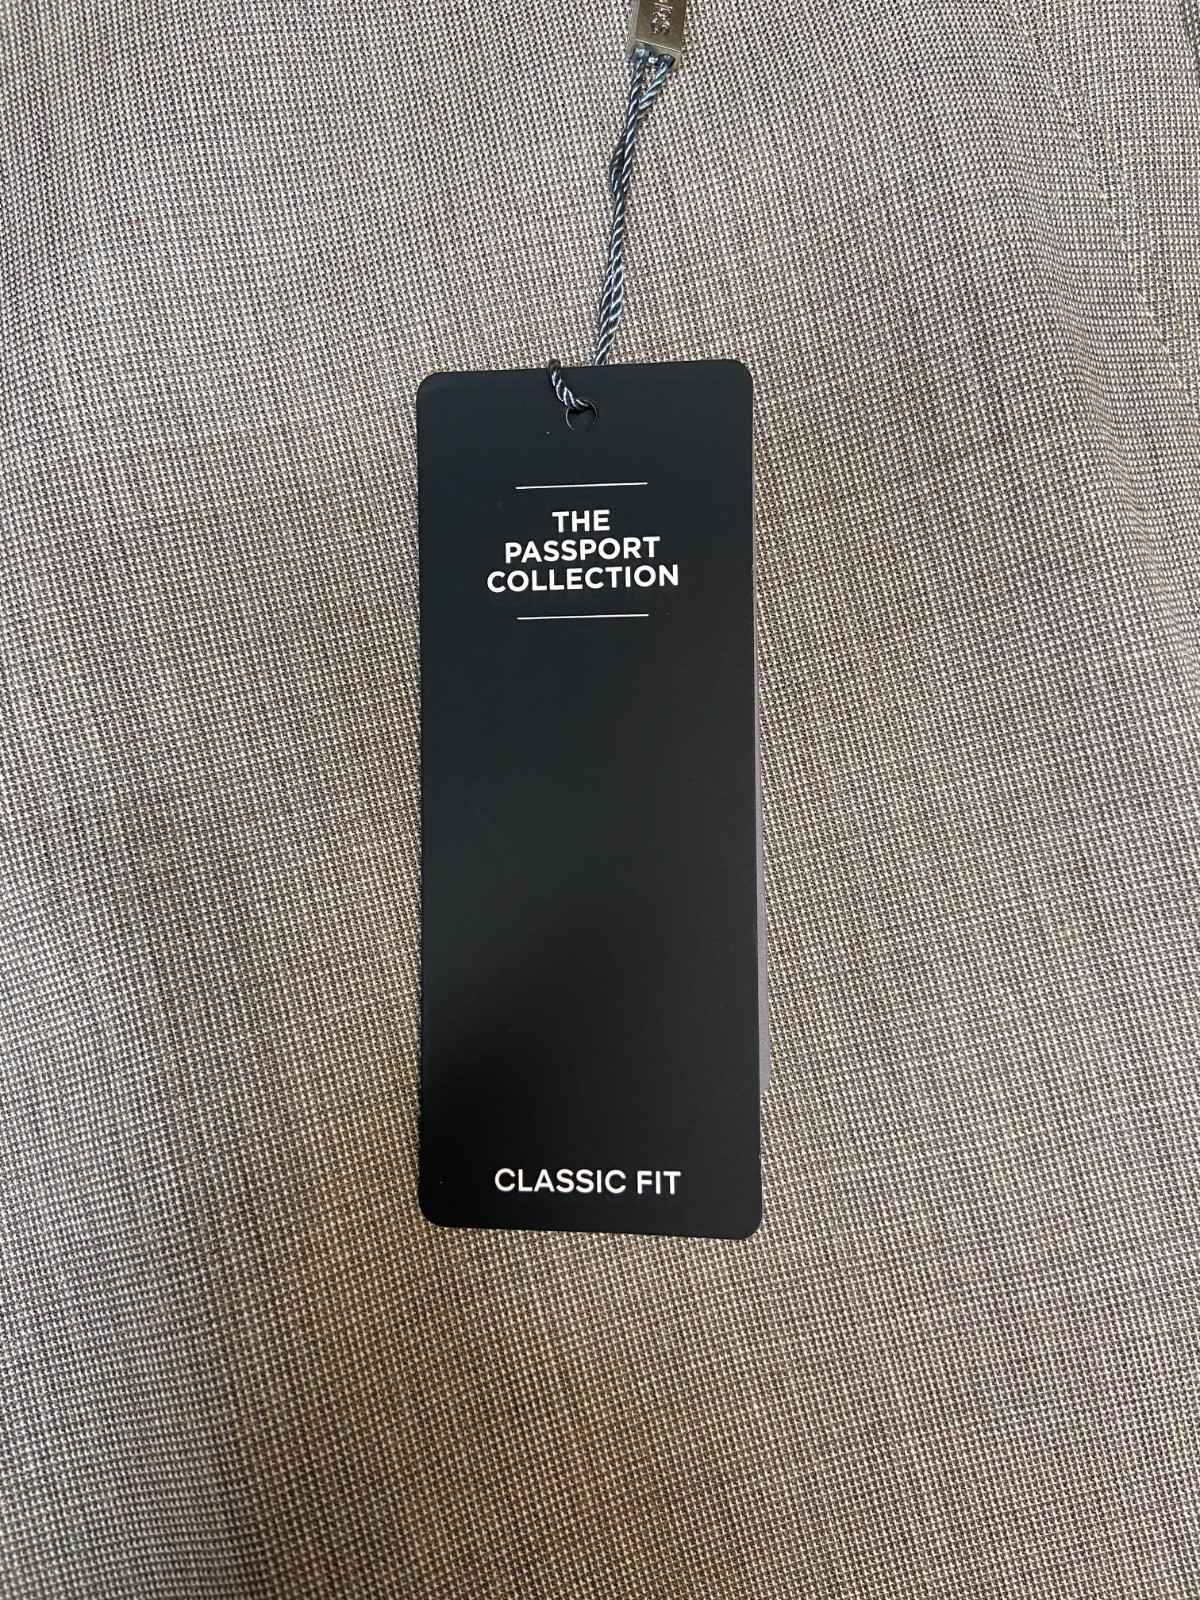 THE
PASSPORT
COLLECTION
CLASSIC FIT